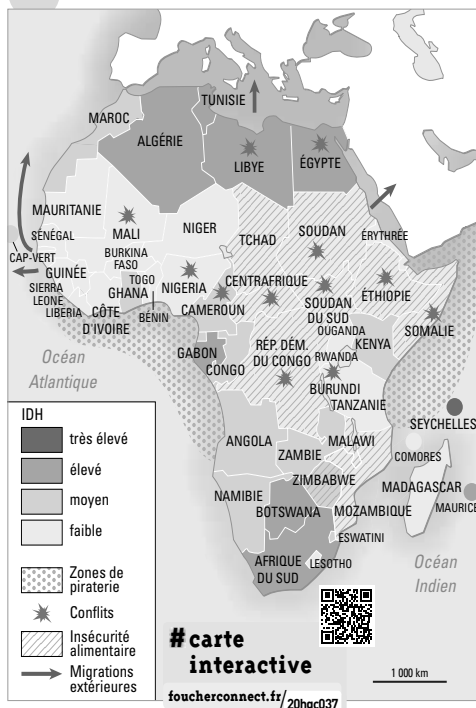 TUNISIE
MAROC
ALGÉRIE
LIBYE
ÉGYPTE
MAURITANIE
MALI
NIGER
TCHAD
SOUDAN
ÉRYTHRÉE
SÉNÉGAL
CAP-VERT
GUINÉE
BURKINA
FASO
SIERRA
LEONE
LIBERIA
CÔTE
D'IVOIRE
GHANA
TOGO
BÉNIN
NIGERIA
CAMEROUN
CENTRAFRIQUE
SOUDAN
DU SUD
ÉTHIOPIE
SOMALIE
OUGANDA
KENYA
GABON
CONGO
RÉP. DÉM.
DU CONGO
RWANDA
BURUNDI
TANZANIE
SEYCHELLES
COMORES
Océan
Atlantique
ANGOLA
ZAMBIE
MALAWI
ZIMBABWE
MOZAMBIQUE
MADAGASCAR
MAURICE
NAMIBIE
BOTSWANA
ESWATINI
LESOTHO
AFRIQUE
DU SUD
Océan
Indien
IDH
très élevé
élevé
moyen
faible
Zones de
piraterie
Conflits
Insécurité
alimentaire
Migrations
extérieures
# carte
interactive
foucherconnect.fr/20hgc037
1 000 km